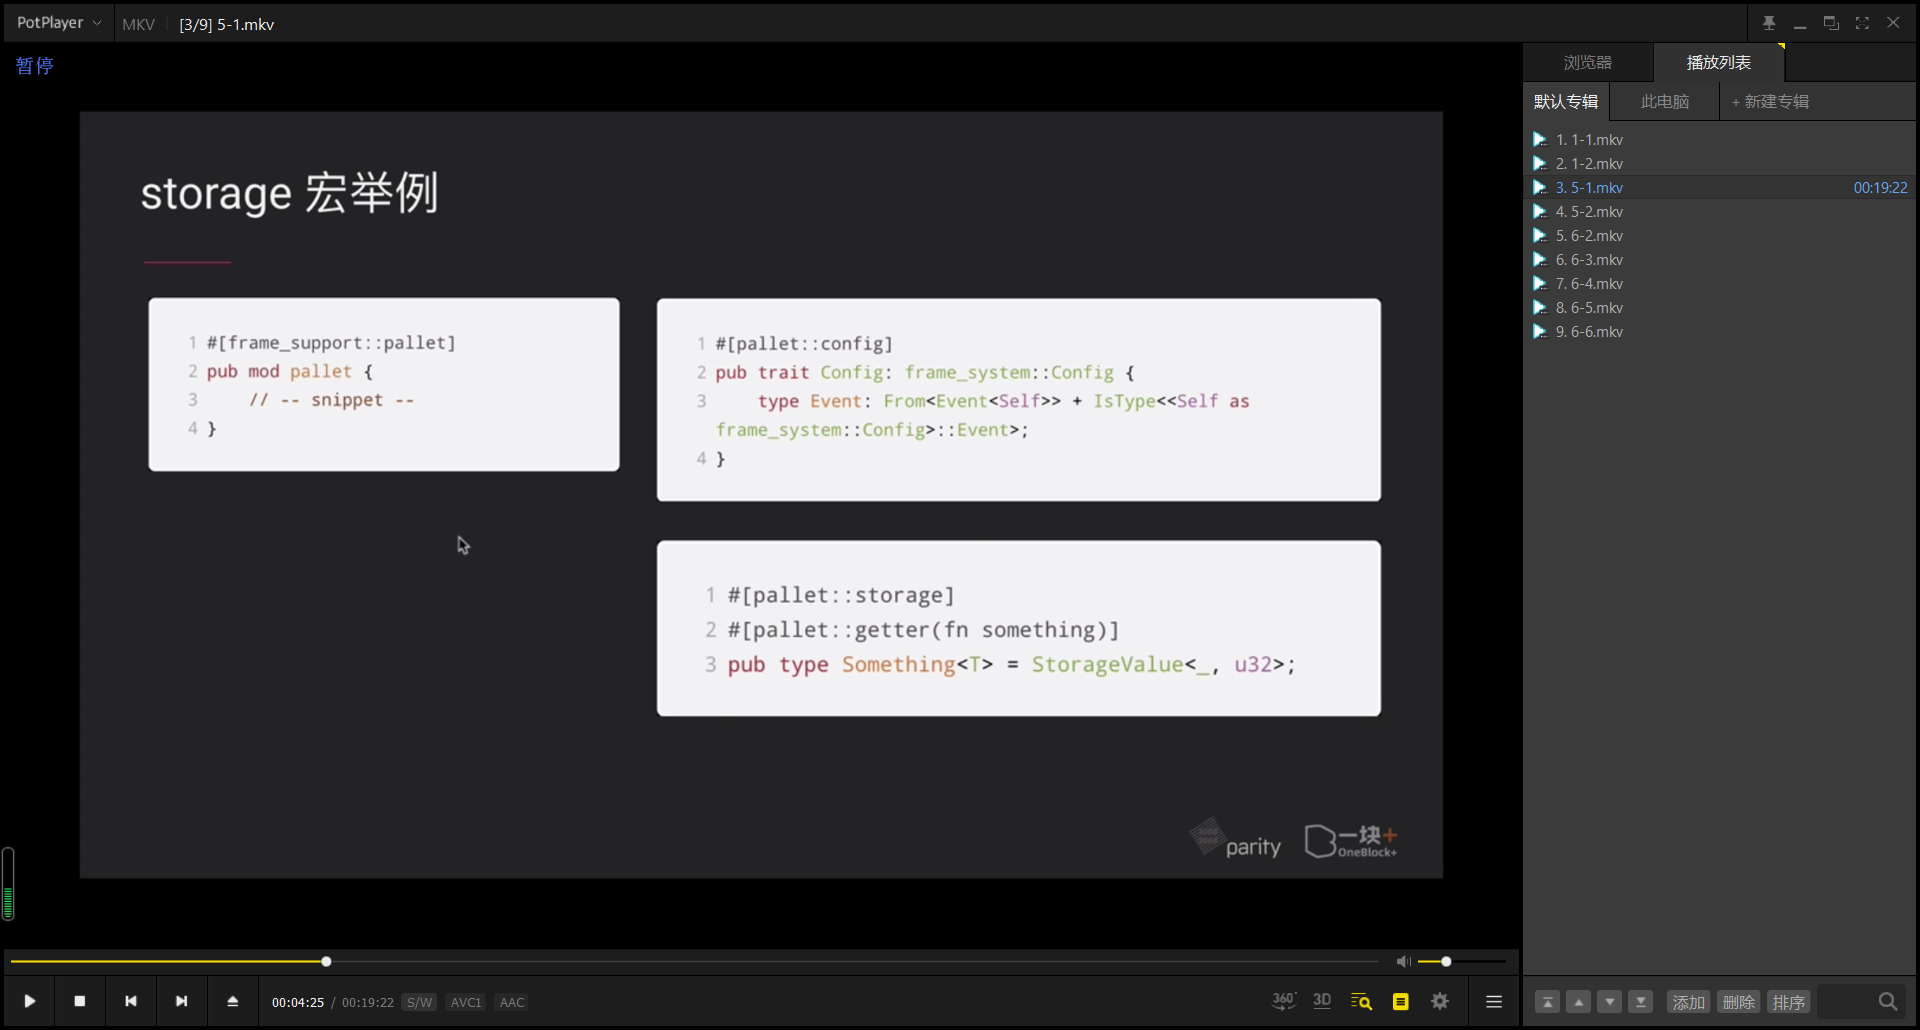 PotPlayer
MKV
[3/9] 5-1.mkv
暂停
storage 宏举例
1 #[frame_support::pallet]
2 pub mod pallet {
3     // -- snippet --
4 }
1 #[pallet::config]
2 pub trait Config: frame_system::Config {
3     type Event: From<Event<Self>> + IsType<<Self as
frame_system::Config>::Event>;
4 }
1 #[pallet::storage]
2 #[pallet::getter(fn something)]
3 pub type Something<T> = StorageValue<_, u32>;
parity
一块+
OneBlock+
00:04:25 / 00:19:22 S/W AVC1 AAC
360°
3D
浏览器
播放列表
默认专辑
此电脑
+ 新建专辑
1. 1-1.mkv
2. 1-2.mkv
3. 5-1.mkv 00:19:22
4. 5-2.mkv
5. 6-2.mkv
6. 6-3.mkv
7. 6-4.mkv
8. 6-5.mkv
9. 6-6.mkv
添加
删除
排序